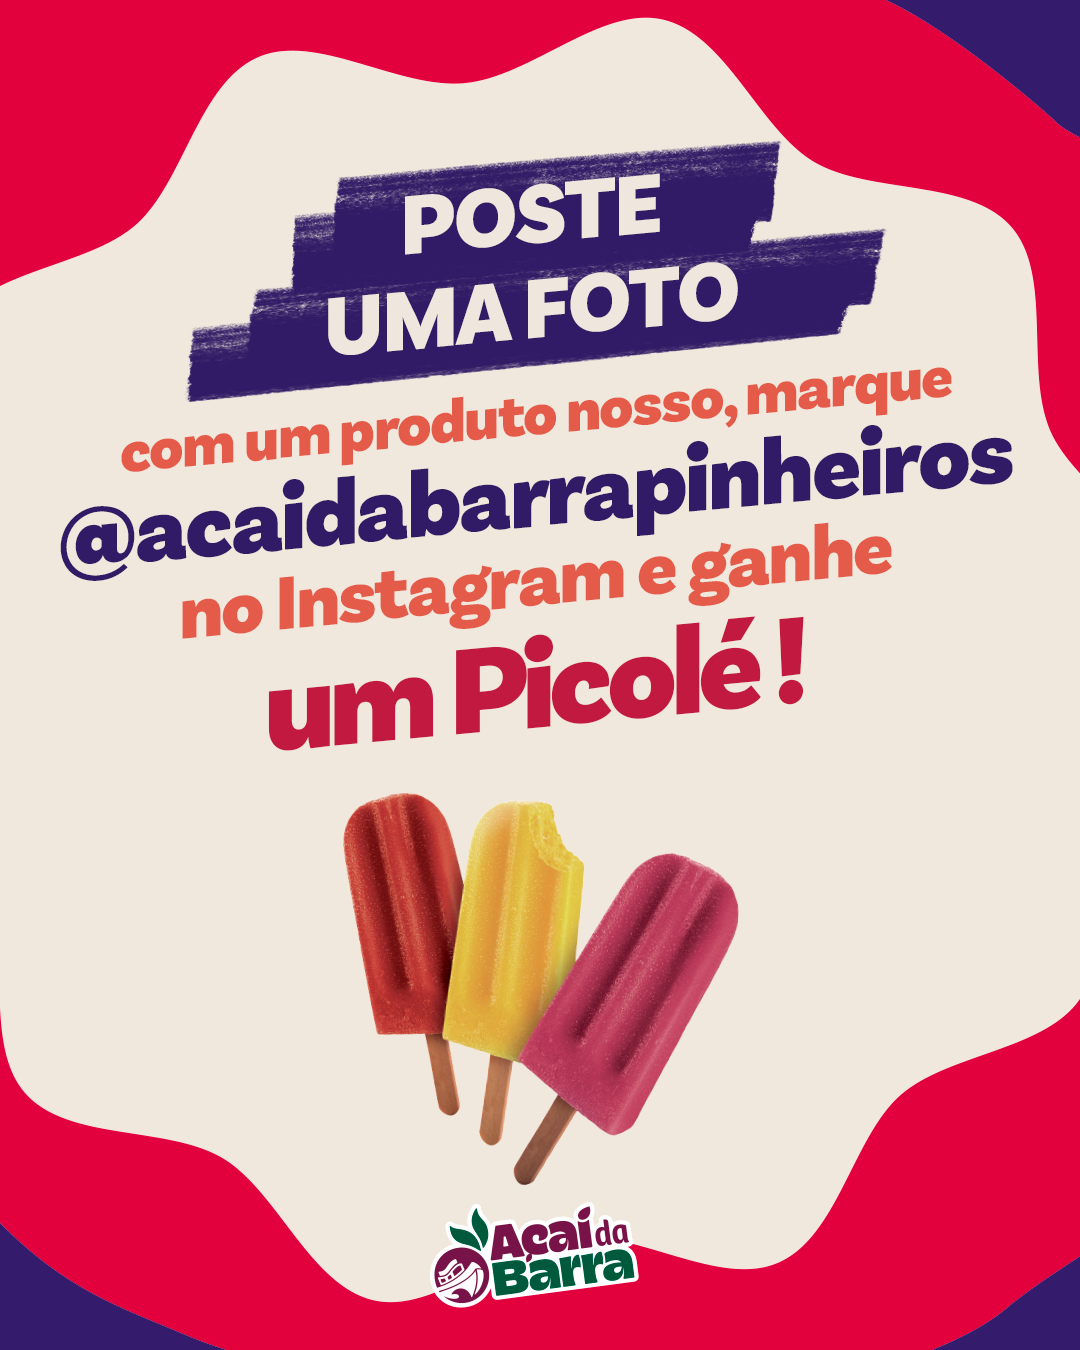 POSTE
UMA FOTO
com um produto nosso, marque
@acaidabarrapinheiros
no Instagram e ganhe
um Picolé !
Açaí da
Barra